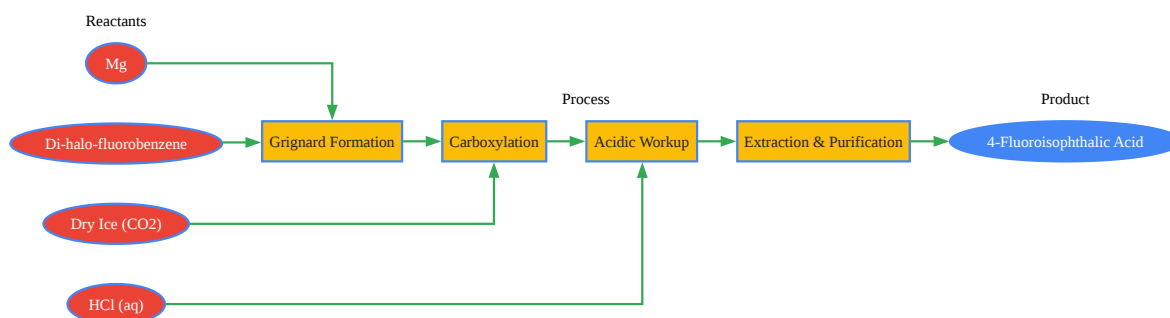 Reactants
Mg
Process
Product
Di-halo-fluorobenzene
Grignard Formation
Carboxylation
Acidic Workup
Extraction & Purification
4-Fluoroisophthalic Acid
Dry Ice (CO2)
HCl (aq)